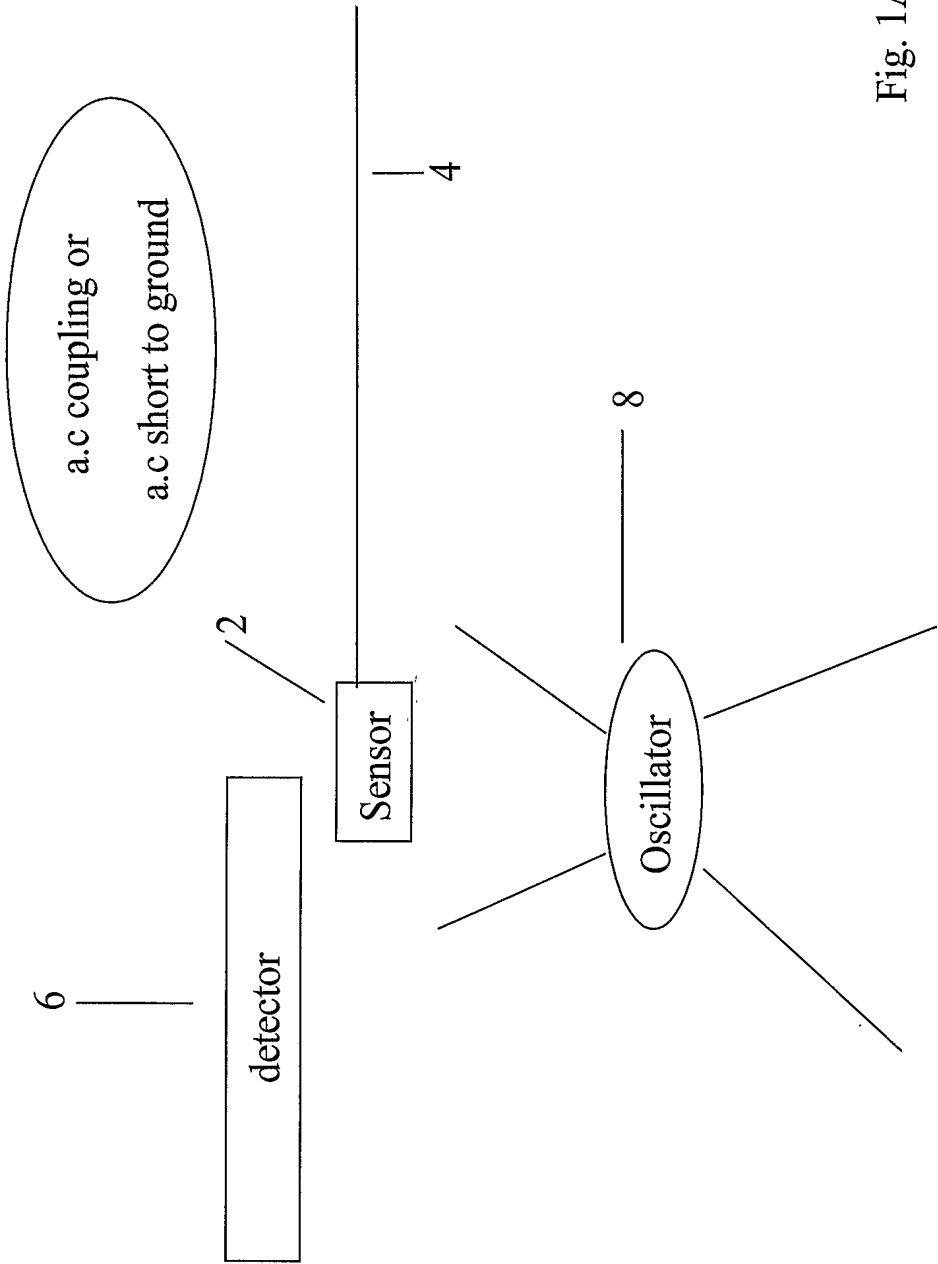 6
a.c coupling or
a.c short to ground
2
detector
Sensor
4
8
Oscillator
Fig. 1A